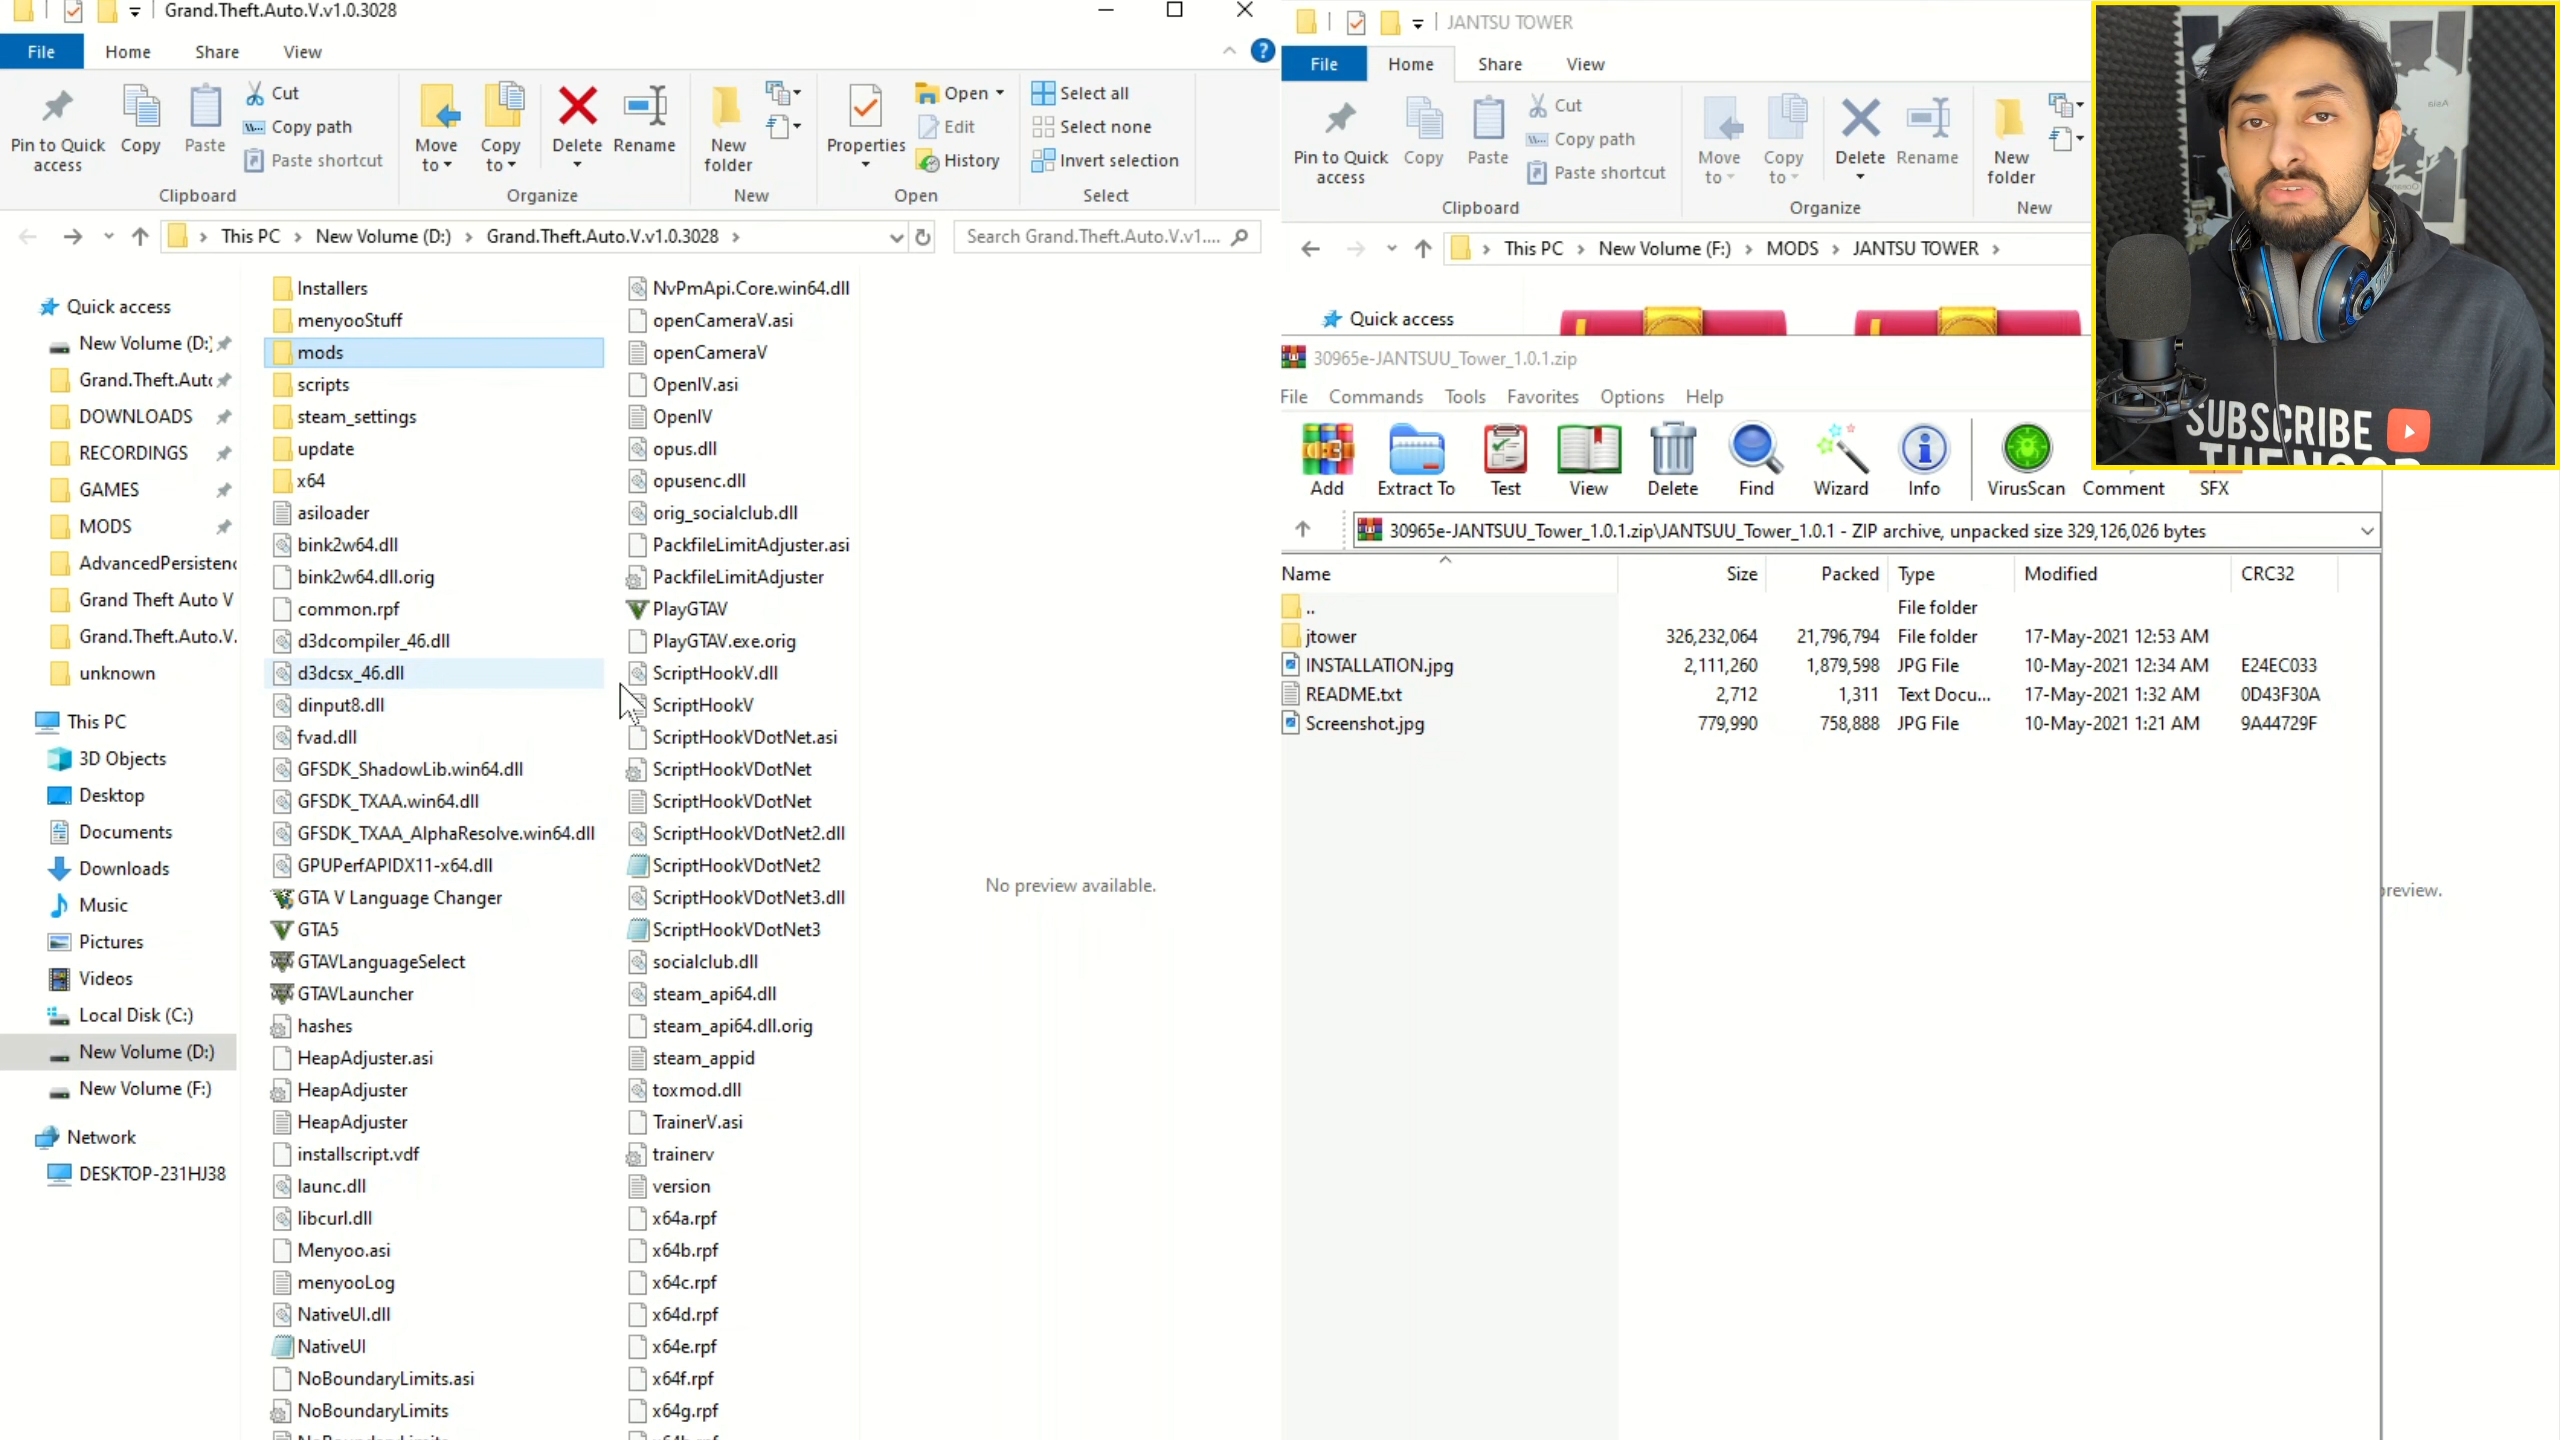 Grand.Theft.Auto.V.v1.0.3028
File
Home
Share
View
Pin to Quick access
Copy
Paste
Cut
Copy path
Paste shortcut
Clipboard
Move to
Copy to
Delete
Rename
Organize
New folder
New
Properties
Open
Edit
History
Open
Select all
Select none
Invert selection
Select
This PC > New Volume (D:) > Grand.Theft.Auto.V.v1.0.3028 >
Search Grand.Theft.Auto.V.v1....
Quick access
New Volume (D:)
Grand.Theft.Auto
DOWNLOADS
RECORDINGS
GAMES
MODS
AdvancedPersistenc
Grand Theft Auto V
Grand.Theft.Auto.V.
unknown
This PC
3D Objects
Desktop
Documents
Downloads
Music
Pictures
Videos
Local Disk (C:)
New Volume (D:)
New Volume (F:)
Network
DESKTOP-231HJ38
Installers
menyooStuff
mods
scripts
steam_settings
update
x64
asiloader
bink2w64.dll
bink2w64.dll.orig
common.rpf
d3dcompiler_46.dll
d3dcsx_46.dll
dinput8.dll
fvad.dll
GFSDK_ShadowLib.win64.dll
GFSDK_TXAA.win64.dll
GFSDK_TXAA_AlphaResolve.win64.dll
GPUPerfAPIDX11-x64.dll
GTA V Language Changer
GTA5
GTAVLanguageSelect
GTAVLauncher
hashes
HeapAdjuster.asi
HeapAdjuster
HeapAdjuster
installscript.vdf
launc.dll
libcurl.dll
Menyoo.asi
menyooLog
NativeUI.dll
NativeUI
NoBoundaryLimits.asi
NoBoundaryLimits
NvPmApi.Core.win64.dll
openCameraV.asi
openCameraV
OpenIV.asi
OpenIV
opus.dll
opusenc.dll
orig_socialclub.dll
PackfileLimitAdjuster.asi
PackfileLimitAdjuster
PlayGTAV
PlayGTAV.exe.orig
ScriptHookV.dll
ScriptHookV
ScriptHookVDotNet.asi
ScriptHookVDotNet
ScriptHookVDotNet
ScriptHookVDotNet2.dll
ScriptHookVDotNet2
ScriptHookVDotNet3.dll
ScriptHookVDotNet3
socialclub.dll
steam_api64.dll
steam_api64.dll.orig
steam_appid
toxmod.dll
TrainerV.asi
trainerv
version
x64a.rpf
x64b.rpf
x64c.rpf
x64d.rpf
x64e.rpf
x64f.rpf
x64g.rpf
No preview available.
JANTSU TOWER
File
Home
Share
View
Pin to Quick access
Copy
Paste
Cut
Copy path
Paste shortcut
Clipboard
Move to
Copy to
Delete
Rename
Organize
New folder
New
This PC > New Volume (F:) > MODS > JANTSU TOWER >
Quick access
30965e-JANTSUU_Tower_1.0.1.zip
File Commands Tools Favorites Options Help
Add Extract To Test View Delete Find Wizard Info VirusScan Comment SFX
30965e-JANTSUU_Tower_1.0.1.zip\JANTSUU_Tower_1.0.1 - ZIP archive, unpacked size 329,126,026 bytes
Name Size Packed Type Modified CRC32
.. File folder
jtower 326,232,064 21,796,794 File folder 17-May-2021 12:53 AM
INSTALLATION.jpg 2,111,260 1,879,598 JPG File 10-May-2021 12:34 AM E24EC033
README.txt 2,712 1,311 Text Docu... 17-May-2021 1:32 AM 0D43F30A
Screenshot.jpg 779,990 758,888 JPG File 10-May-2021 1:21 AM 9A44729F
preview.
SUBSCRIBE